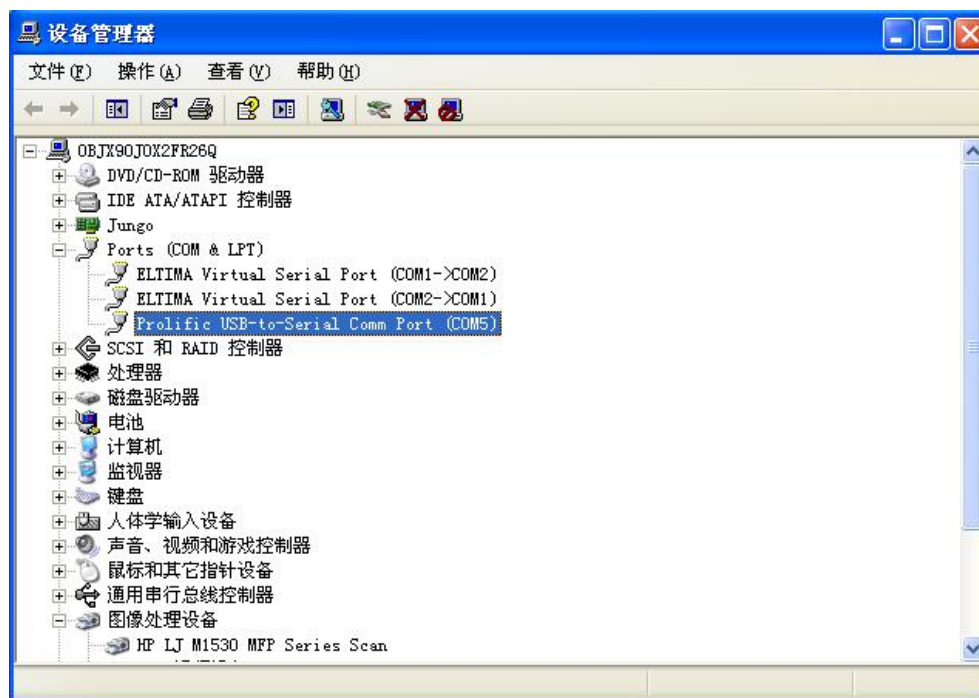 设备管理器
文件(F) 操作(A) 查看(V) 帮助(H)
OBJX90JOX2FR26Q
DVD/CD-ROM 驱动器
IDE ATA/ATAPI 控制器
Jungo
Ports (COM & LPT)
ELTIMA Virtual Serial Port (COM1->COM2)
ELTIMA Virtual Serial Port (COM2->COM1)
Prolific USB-to-Serial Comm Port (COM5)
SCSI 和 RAID 控制器
处理器
磁盘驱动器
电池
计算机
监视器
键盘
人体学输入设备
声音、视频和游戏控制器
鼠标和其它指针设备
通用串行总线控制器
图像处理设备
HP LJ M1530 MFP Series Scan